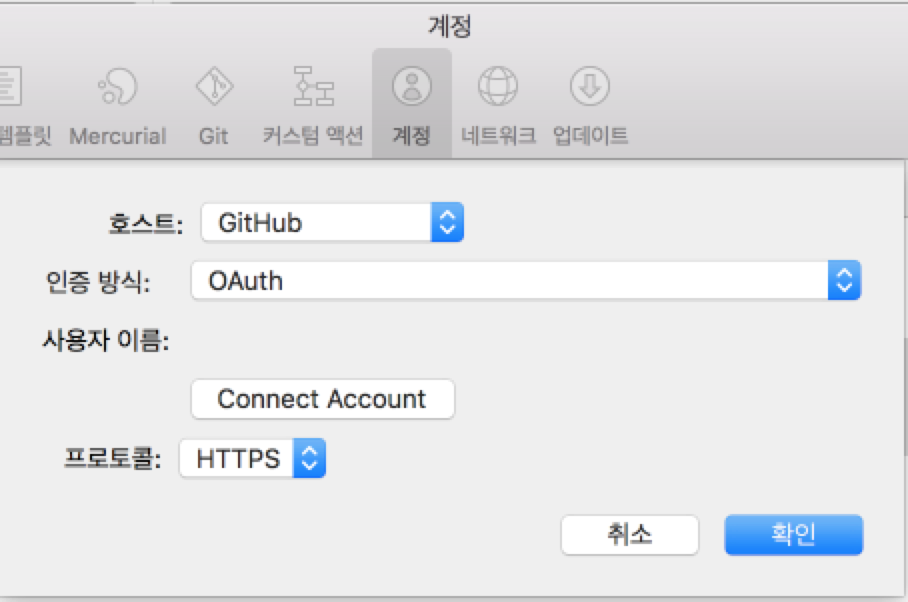 계정
템플릿 Mercurial Git 커스텀 액션 계정 네트워크 업데이트
호스트: GitHub
인증 방식: OAuth
사용자 이름:
Connect Account
프로토콜: HTTPS
취소 확인